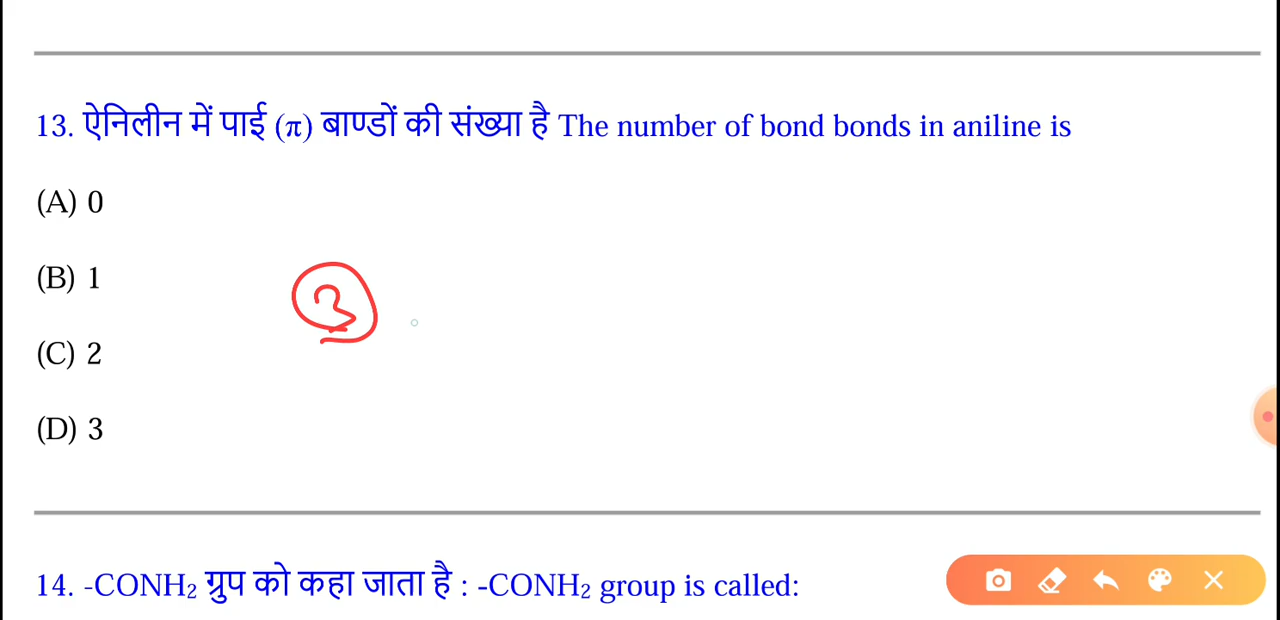 13. ऐनिलीन में पाई (π) बाण्डों की संख्या है The number of bond bonds in aniline is
(A) 0
(B) 1
(C) 2
(D) 3
3
14. -CONH₂ ग्रुप को कहा जाता है : -CONH₂ group is called: